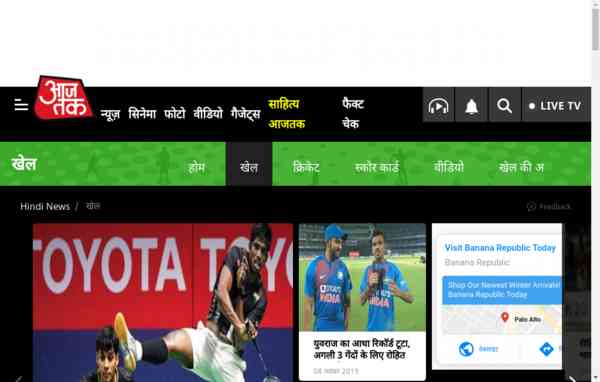 आज
तक
न्यूज़ सिनेमा फोटो वीडियो गैजेट्स साहित्य आजतक फैक्ट चेक
LIVE TV
खेल
होम खेल क्रिकेट स्कोर कार्ड वीडियो खेल की अ
Hindi News / खेल
Feedback
TOYOTA TOY
INDIA
युवराज का आधा रिकॉर्ड टूटा,
अगली 3 गेंदों के लिए रोहित
08 नवंबर 2019
Visit Banana Republic Today
Banana Republic
Shop Our Newest Winter Arrivals!
Banana Republic Today
Palo Alto
वेबसाइट